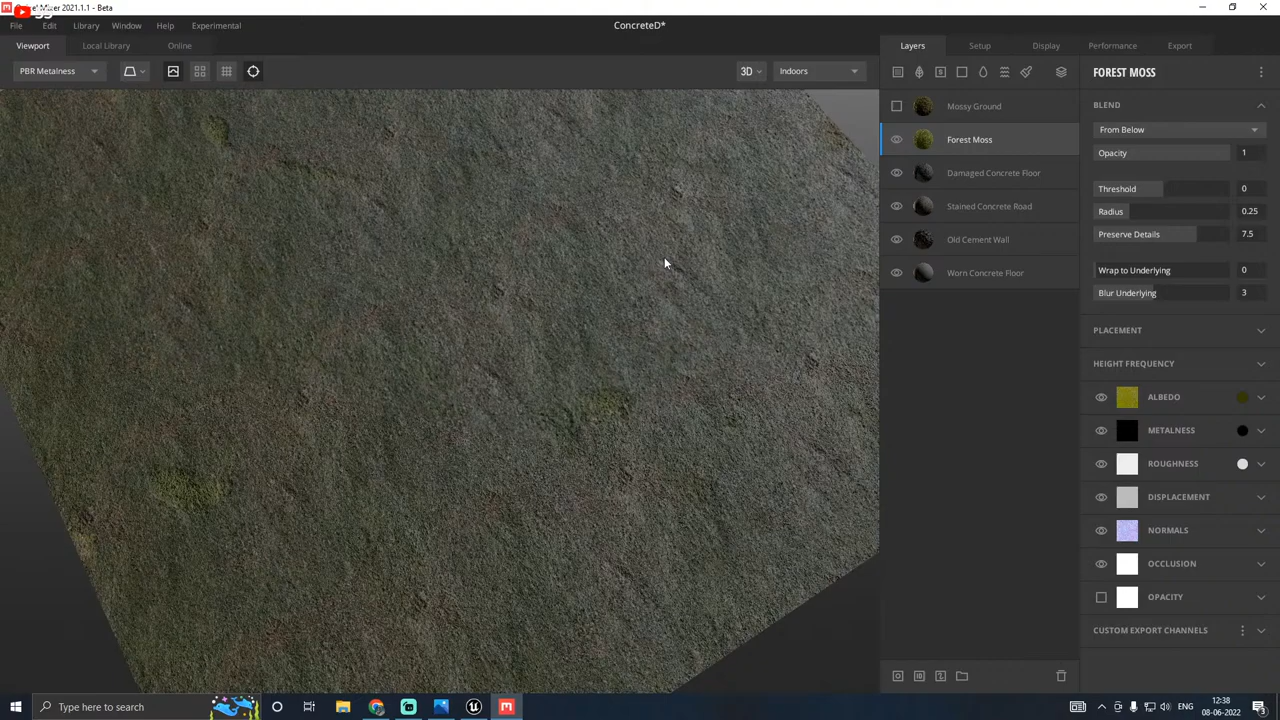 Mixer 2021.1.1 - Beta
File Edit Library Window Help Experimental
ConcreteD*
Viewport Local Library Online
Layers Setup Display Performance Export
PBR Metalness
3D Indoors
FOREST MOSS
Mossy Ground
Forest Moss
Damaged Concrete Floor
Stained Concrete Road
Old Cement Wall
Worn Concrete Floor
BLEND
From Below
Opacity 1
Threshold 0
Radius 0.25
Preserve Details 7.5
Wrap to Underlying 0
Blur Underlying 3
PLACEMENT
HEIGHT FREQUENCY
ALBEDO
METALNESS
ROUGHNESS
DISPLACEMENT
NORMALS
OCCLUSION
OPACITY
CUSTOM EXPORT CHANNELS
Type here to search
ENG
12:38
08-06-2022
3